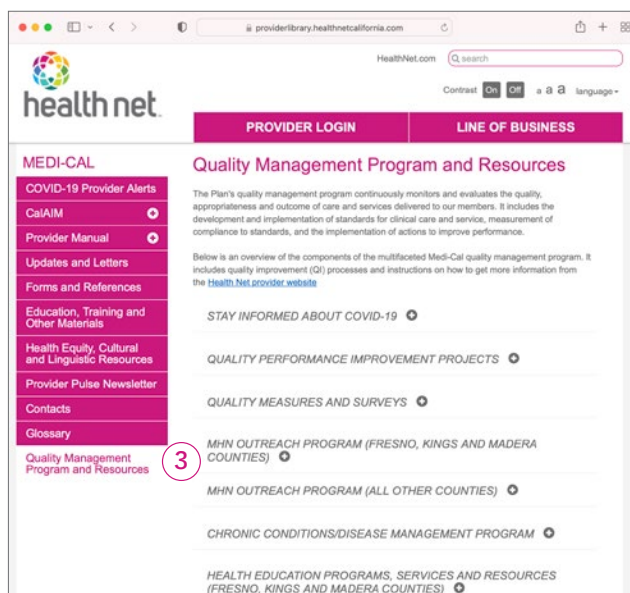 providerlibrary.healthnetcalifornia.com
HealthNet.com
search
health net.
Contrast On Off a a a language
PROVIDER LOGIN
LINE OF BUSINESS
MEDI-CAL
COVID-19 Provider Alerts
CalAIM
Provider Manual
Updates and Letters
Forms and References
Education, Training and
Other Materials
Health Equity, Cultural
and Linguistic Resources
Provider Pulse Newsletter
Contacts
Glossary
Quality Management
Program and Resources
3
Quality Management Program and Resources
The Plan's quality management program continuously monitors and evaluates the quality,
appropriateness and outcome of care and services delivered to our members. It includes the
development and implementation of standards for clinical care and service, measurement of
compliance to standards, and the implementation of actions to improve performance.
Below is an overview of the components of the multifaceted Medi-Cal quality management program. It
includes quality improvement (QI) processes and instructions on how to get more information from
the Health Net provider website
STAY INFORMED ABOUT COVID-19
QUALITY PERFORMANCE IMPROVEMENT PROJECTS
QUALITY MEASURES AND SURVEYS
MHN OUTREACH PROGRAM (FRESNO, KINGS AND MADERA
COUNTIES)
MHN OUTREACH PROGRAM (ALL OTHER COUNTIES)
CHRONIC CONDITIONS/DISEASE MANAGEMENT PROGRAM
HEALTH EDUCATION PROGRAMS, SERVICES AND RESOURCES
(FRESNO, KINGS AND MADERA COUNTIES)